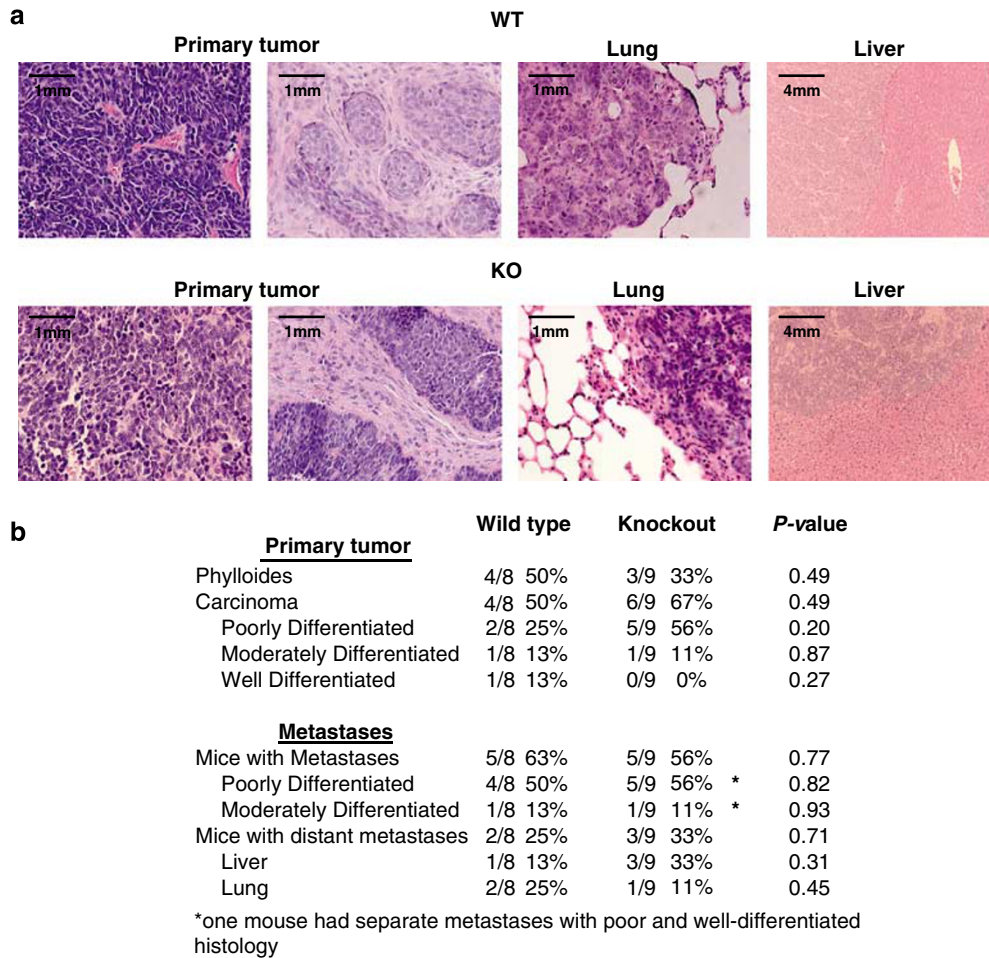 a
WT
Primary tumor Lung Liver
1mm 1mm 1mm 4mm
KO
Primary tumor Lung Liver
1mm 1mm 1mm 4mm
b
Wild type Knockout P-value
Primary tumor
Phylloides 4/8 50% 3/9 33% 0.49
Carcinoma 4/8 50% 6/9 67% 0.49
Poorly Differentiated 2/8 25% 5/9 56% 0.20
Moderately Differentiated 1/8 13% 1/9 11% 0.87
Well Differentiated 1/8 13% 0/9 0% 0.27
Metastases
Mice with Metastases 5/8 63% 5/9 56% 0.77
Poorly Differentiated 4/8 50% 5/9 56% * 0.82
Moderately Differentiated 1/8 13% 1/9 11% * 0.93
Mice with distant metastases 2/8 25% 3/9 33% 0.71
Liver 1/8 13% 3/9 33% 0.31
Lung 2/8 25% 1/9 11% 0.45
*one mouse had separate metastases with poor and well-differentiated
histology